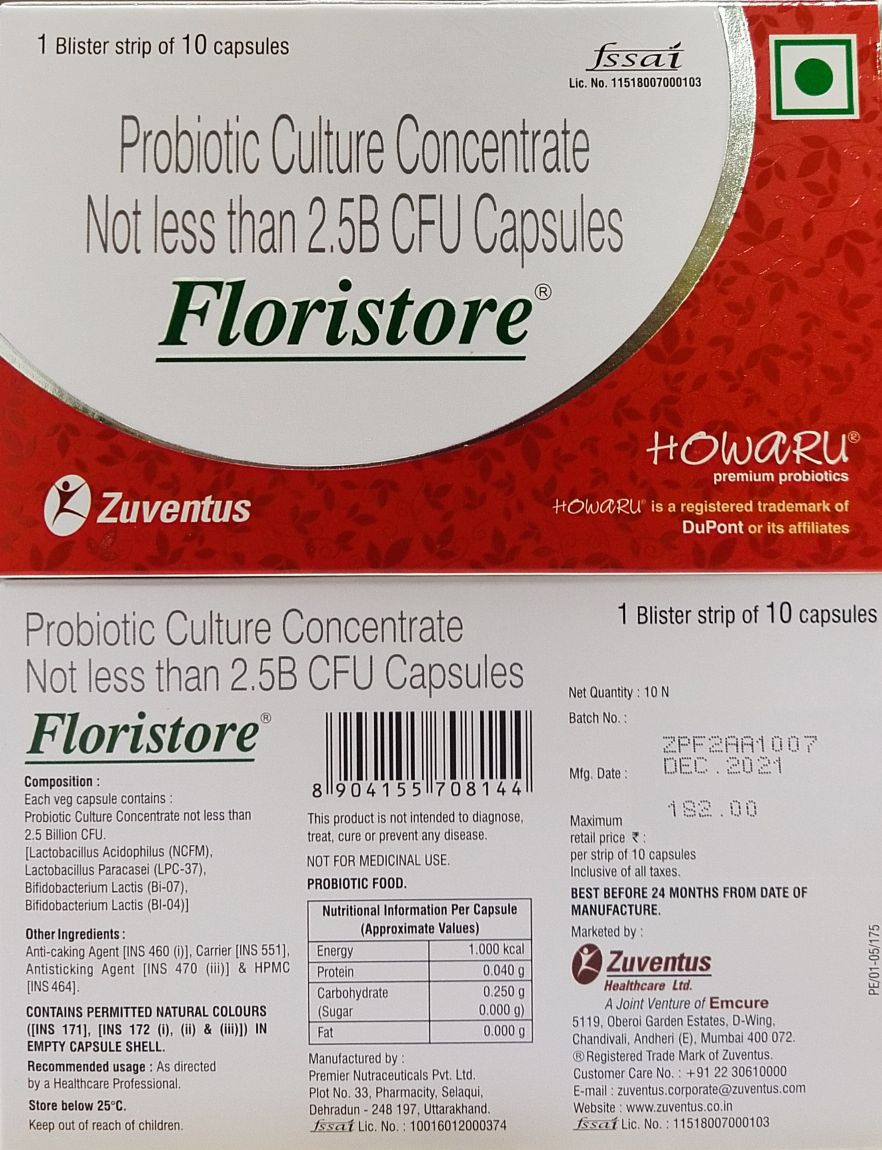 1 Blister strip of 10 capsules
fssai
Lic. No. 11518007000103
Probiotic Culture Concentrate
Not less than 2.5B CFU Capsules
Floristore®
HOWARU®
premium probiotics
Zuventus
HOWARU® is a registered trademark of
DuPont or its affiliates
Probiotic Culture Concentrate
Not less than 2.5B CFU Capsules
Floristore®
Composition :
Each veg capsule contains :
Probiotic Culture Concentrate not less than
2.5 Billion CFU.
[Lactobacillus Acidophilus (NCFM),
Lactobacillus Paracasei (LPC-37),
Bifidobacterium Lactis (Bi-07),
Bifidobacterium Lactis (BI-04)]
Other Ingredients :
Anti-caking Agent [INS 460 (i)], Carrier [INS 551],
Antisticking Agent [INS 470 (iii)] & HPMC
[INS 464].
CONTAINS PERMITTED NATURAL COLOURS
([INS 171], [INS 172 (i), (ii) & (iii)]) IN
EMPTY CAPSULE SHELL.
Recommended usage : As directed
by a Healthcare Professional.
Store below 25°C.
Keep out of reach of children.
8 904155 708144
This product is not intended to diagnose,
treat, cure or prevent any disease.
NOT FOR MEDICINAL USE.
PROBIOTIC FOOD.
Nutritional Information Per Capsule
(Approximate Values)
Energy 1.000 kcal
Protein 0.040 g
Carbohydrate 0.250 g
(Sugar 0.000 g)
Fat 0.000 g
Manufactured by :
Premier Nutraceuticals Pvt. Ltd.
Plot No. 33, Pharmacity, Selaqui,
Dehradun - 248 197, Uttarakhand.
fssai Lic. No. : 10016012000374
1 Blister strip of 10 capsules
Net Quantity : 10 N
Batch No. :
ZPF2AA1007
Mfg. Date : DEC.2021
182.00
Maximum
retail price ₹ :
per strip of 10 capsules
Inclusive of all taxes.
BEST BEFORE 24 MONTHS FROM DATE OF
MANUFACTURE.
Marketed by :
Zuventus
Healthcare Ltd.
A Joint Venture of Emcure
5119, Oberoi Garden Estates, D-Wing,
Chandivali, Andheri (E), Mumbai 400 072.
® Registered Trade Mark of Zuventus.
Customer Care No. : +91 22 30610000
E-mail : zuventus.corporate@zuventus.com
Website : www.zuventus.co.in
fssai Lic. No. : 11518007000103
PE/01-05/175